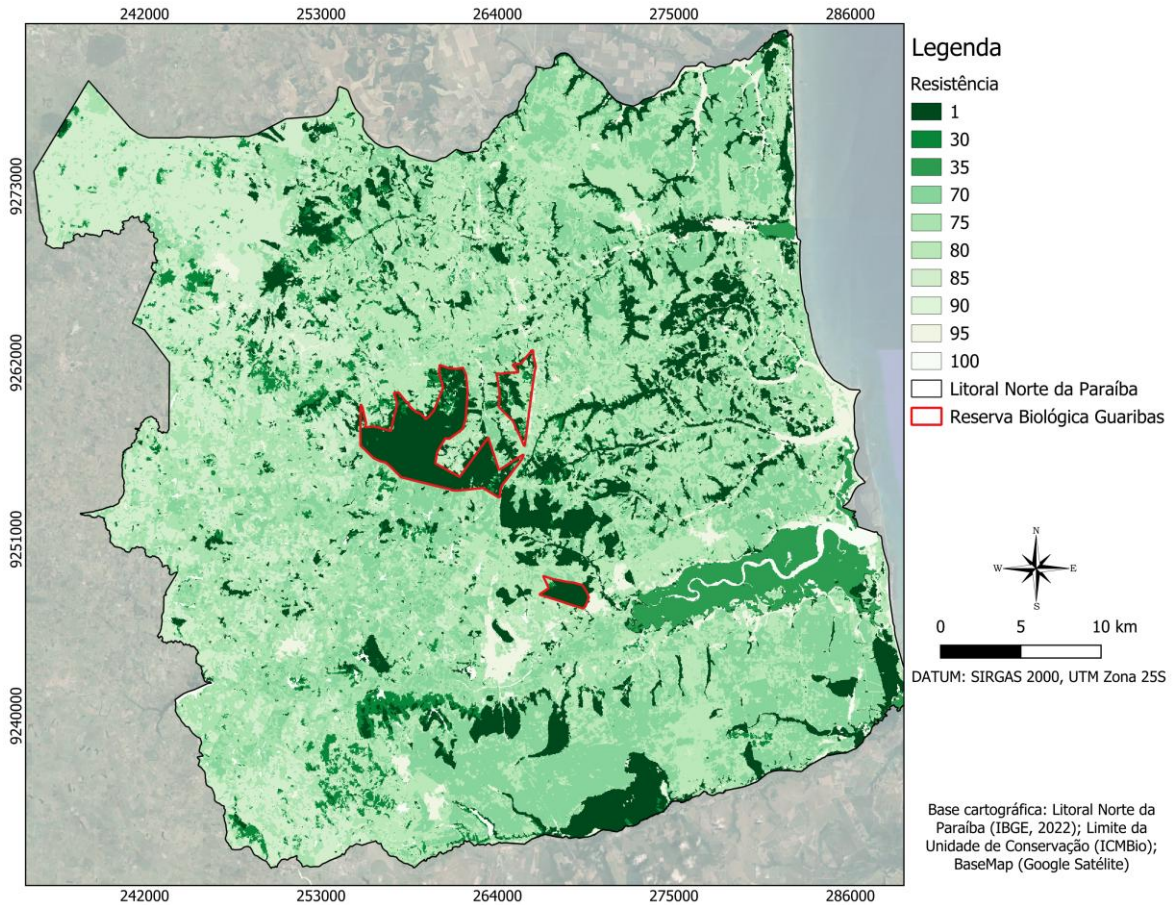 242000 253000 264000 275000 286000
9273000
9262000
9251000
9240000
242000 253000 264000 275000 286000
Legenda
Resistência
1
30
35
70
75
80
85
90
95
100
Litoral Norte da Paraíba
Reserva Biológica Guaribas
N
W E
S
0 5 10 km
DATUM: SIRGAS 2000, UTM Zona 25S
Base cartográfica: Litoral Norte da
Paraíba (IBGE, 2022); Limite da
Unidade de Conservação (ICMBio);
BaseMap (Google Satélite)